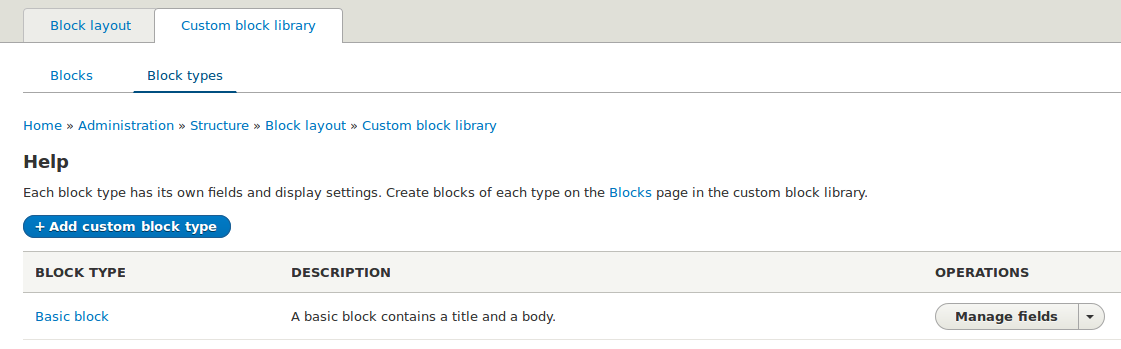 Block layout Custom block library
Blocks Block types
Home » Administration » Structure » Block layout » Custom block library
Help
Each block type has its own fields and display settings. Create blocks of each type on the Blocks page in the custom block library.
+ Add custom block type
BLOCK TYPE DESCRIPTION OPERATIONS
Basic block A basic block contains a title and a body. Manage fields